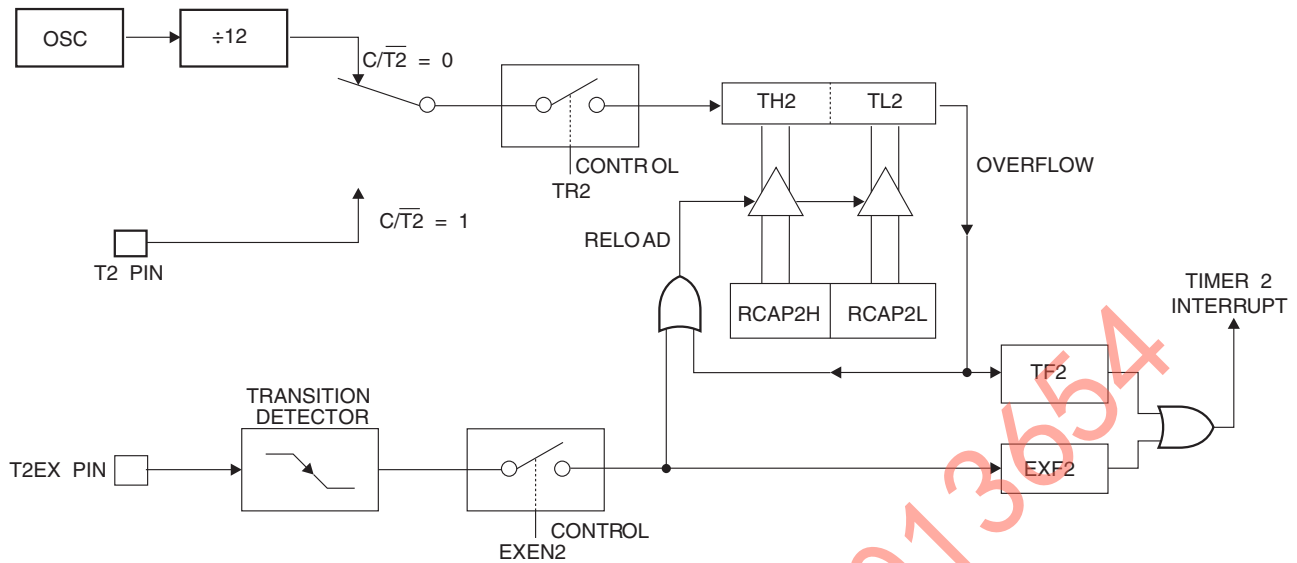 OSC
÷12
C/T2̅ = 0
TH2
TL2
CONTROL
TR2
OVERFLOW
C/T2̅ = 1
T2 PIN
RELOAD
RCAP2H
RCAP2L
TIMER 2
INTERRUPT
TF2
TRANSITION
DETECTOR
T2EX PIN
EXF2
CONTROL
EXEN2
913654